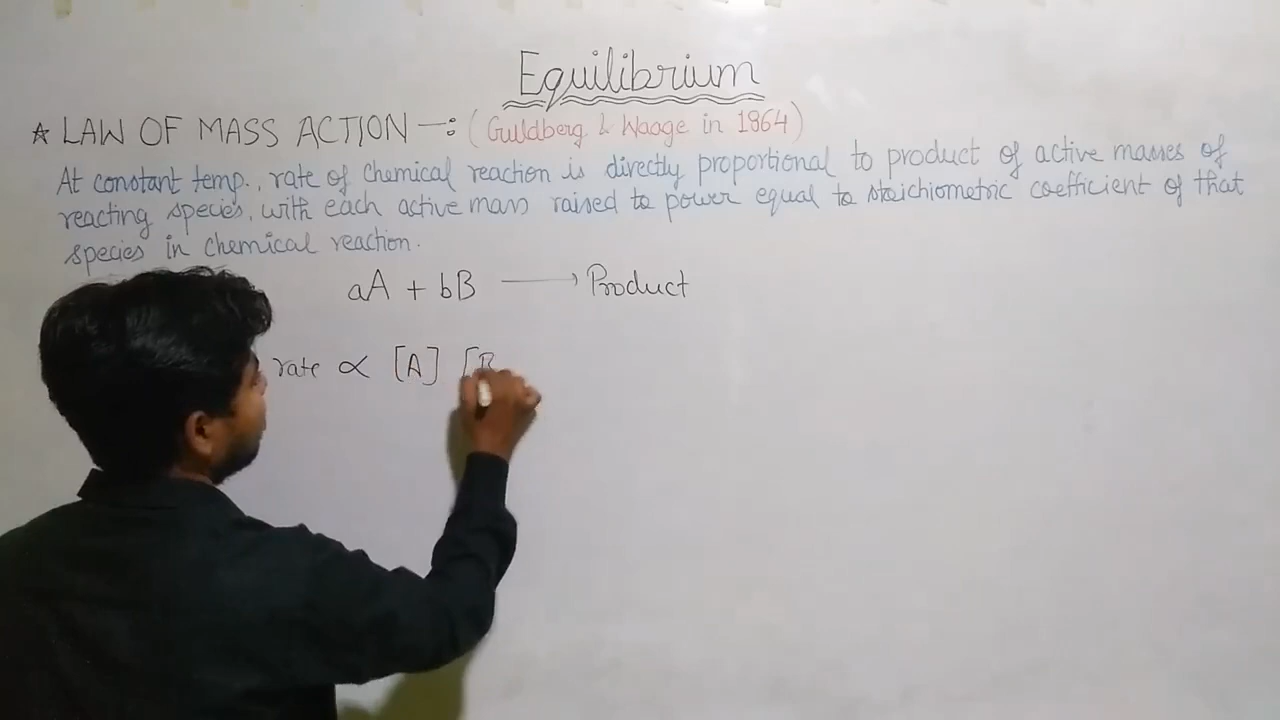 Equilibrium
☆ LAW OF MASS ACTION -: (Guldberg & Waage in 1864)
At constant temp., rate of chemical reaction is directly proportional to product of active masses of
reacting species, with each active mass raised to power equal to stoichiometric coefficient of that
species in chemical reaction.
aA + bB ⟶ Product
rate ∝ [A] [B